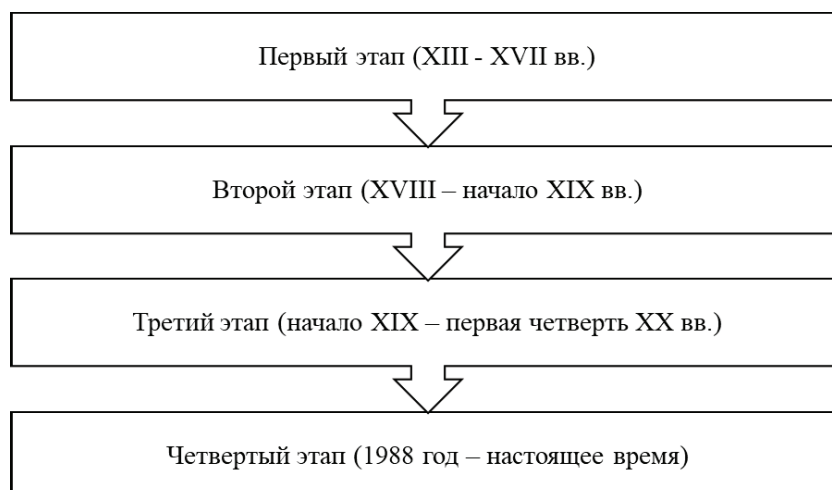 Первый этап (XIII - XVII вв.)
Второй этап (XVIII – начало XIX вв.)
Третий этап (начало XIX – первая четверть XX вв.)
Четвертый этап (1988 год – настоящее время)